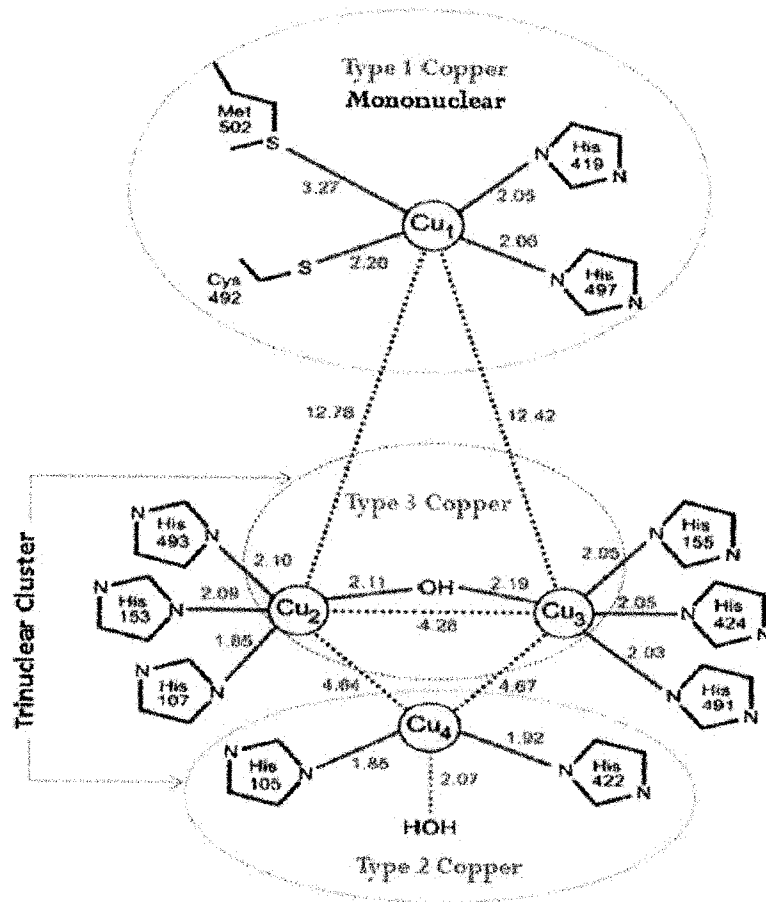 Type 1 Copper
Mononuclear
Met
502
S
N
His
419
N
3.27
2.05
Cu1
S
2.20
2.06
Cys
492
N
His
497
N
12.78
12.42
Type 3 Copper
Trinuclear Cluster
N
His
493
N
2.10
N
His
153
N
2.09
N
His
107
N
1.85
2.11
OH
2.19
Cu2
4.28
Cu3
2.05
N
His
155
N
2.05
N
His
424
N
2.03
N
His
491
N
4.64
4.67
Cu4
N
His
105
N
1.85
1.92
N
His
422
N
2.07
HOH
Type 2 Copper